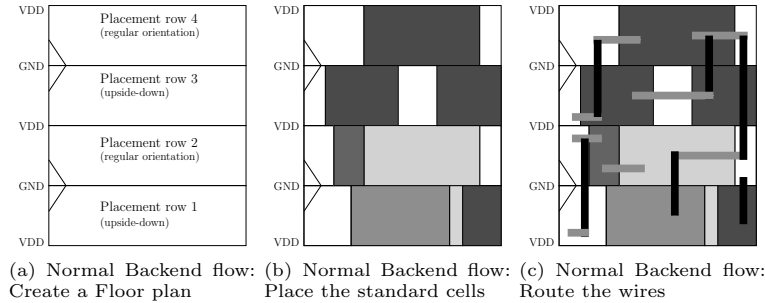 VDD
Placement row 4
(regular orientation)
GND
Placement row 3
(upside-down)
VDD
Placement row 2
(regular orientation)
GND
Placement row 1
(upside-down)
VDD
(a) Normal Backend flow:
Create a Floor plan
VDD
GND
VDD
GND
VDD
(b) Normal Backend flow:
Place the standard cells
VDD
GND
VDD
GND
VDD
(c) Normal Backend flow:
Route the wires